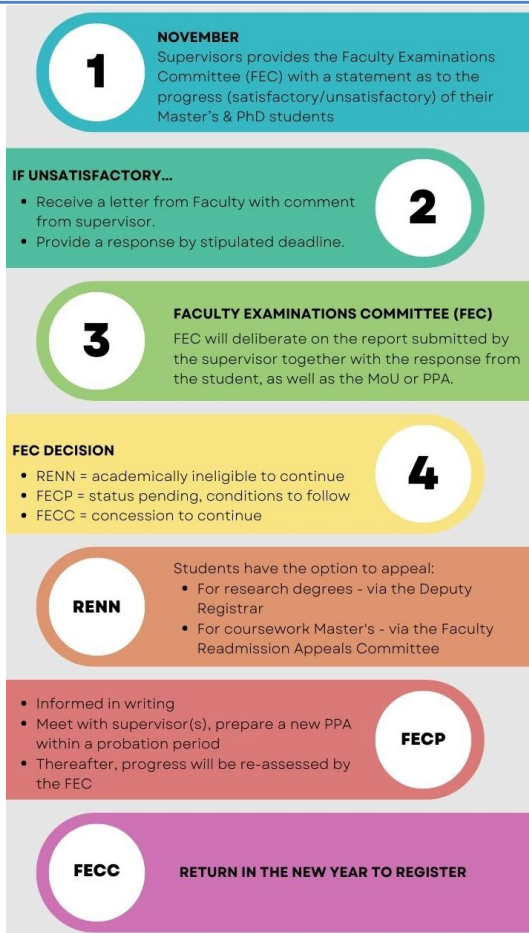 1
NOVEMBER
Supervisors provides the Faculty Examinations
Committee (FEC) with a statement as to the
progress (satisfactory/unsatisfactory) of their
Master's & PhD students
IF UNSATISFACTORY...
• Receive a letter from Faculty with comment
from supervisor.
• Provide a response by stipulated deadline.
2
3
FACULTY EXAMINATIONS COMMITTEE (FEC)
FEC will deliberate on the report submitted by
the supervisor together with the response from
the student, as well as the MoU or PPA.
FEC DECISION
• RENN = academically ineligible to continue
• FECP = status pending, conditions to follow
• FECC = concession to continue
4
RENN
Students have the option to appeal:
• For research degrees - via the Deputy
Registrar
• For coursework Master's - via the Faculty
Readmission Appeals Committee
• Informed in writing
• Meet with supervisor(s), prepare a new PPA
within a probation period
• Thereafter, progress will be re-assessed by
the FEC
FECP
FECC
RETURN IN THE NEW YEAR TO REGISTER